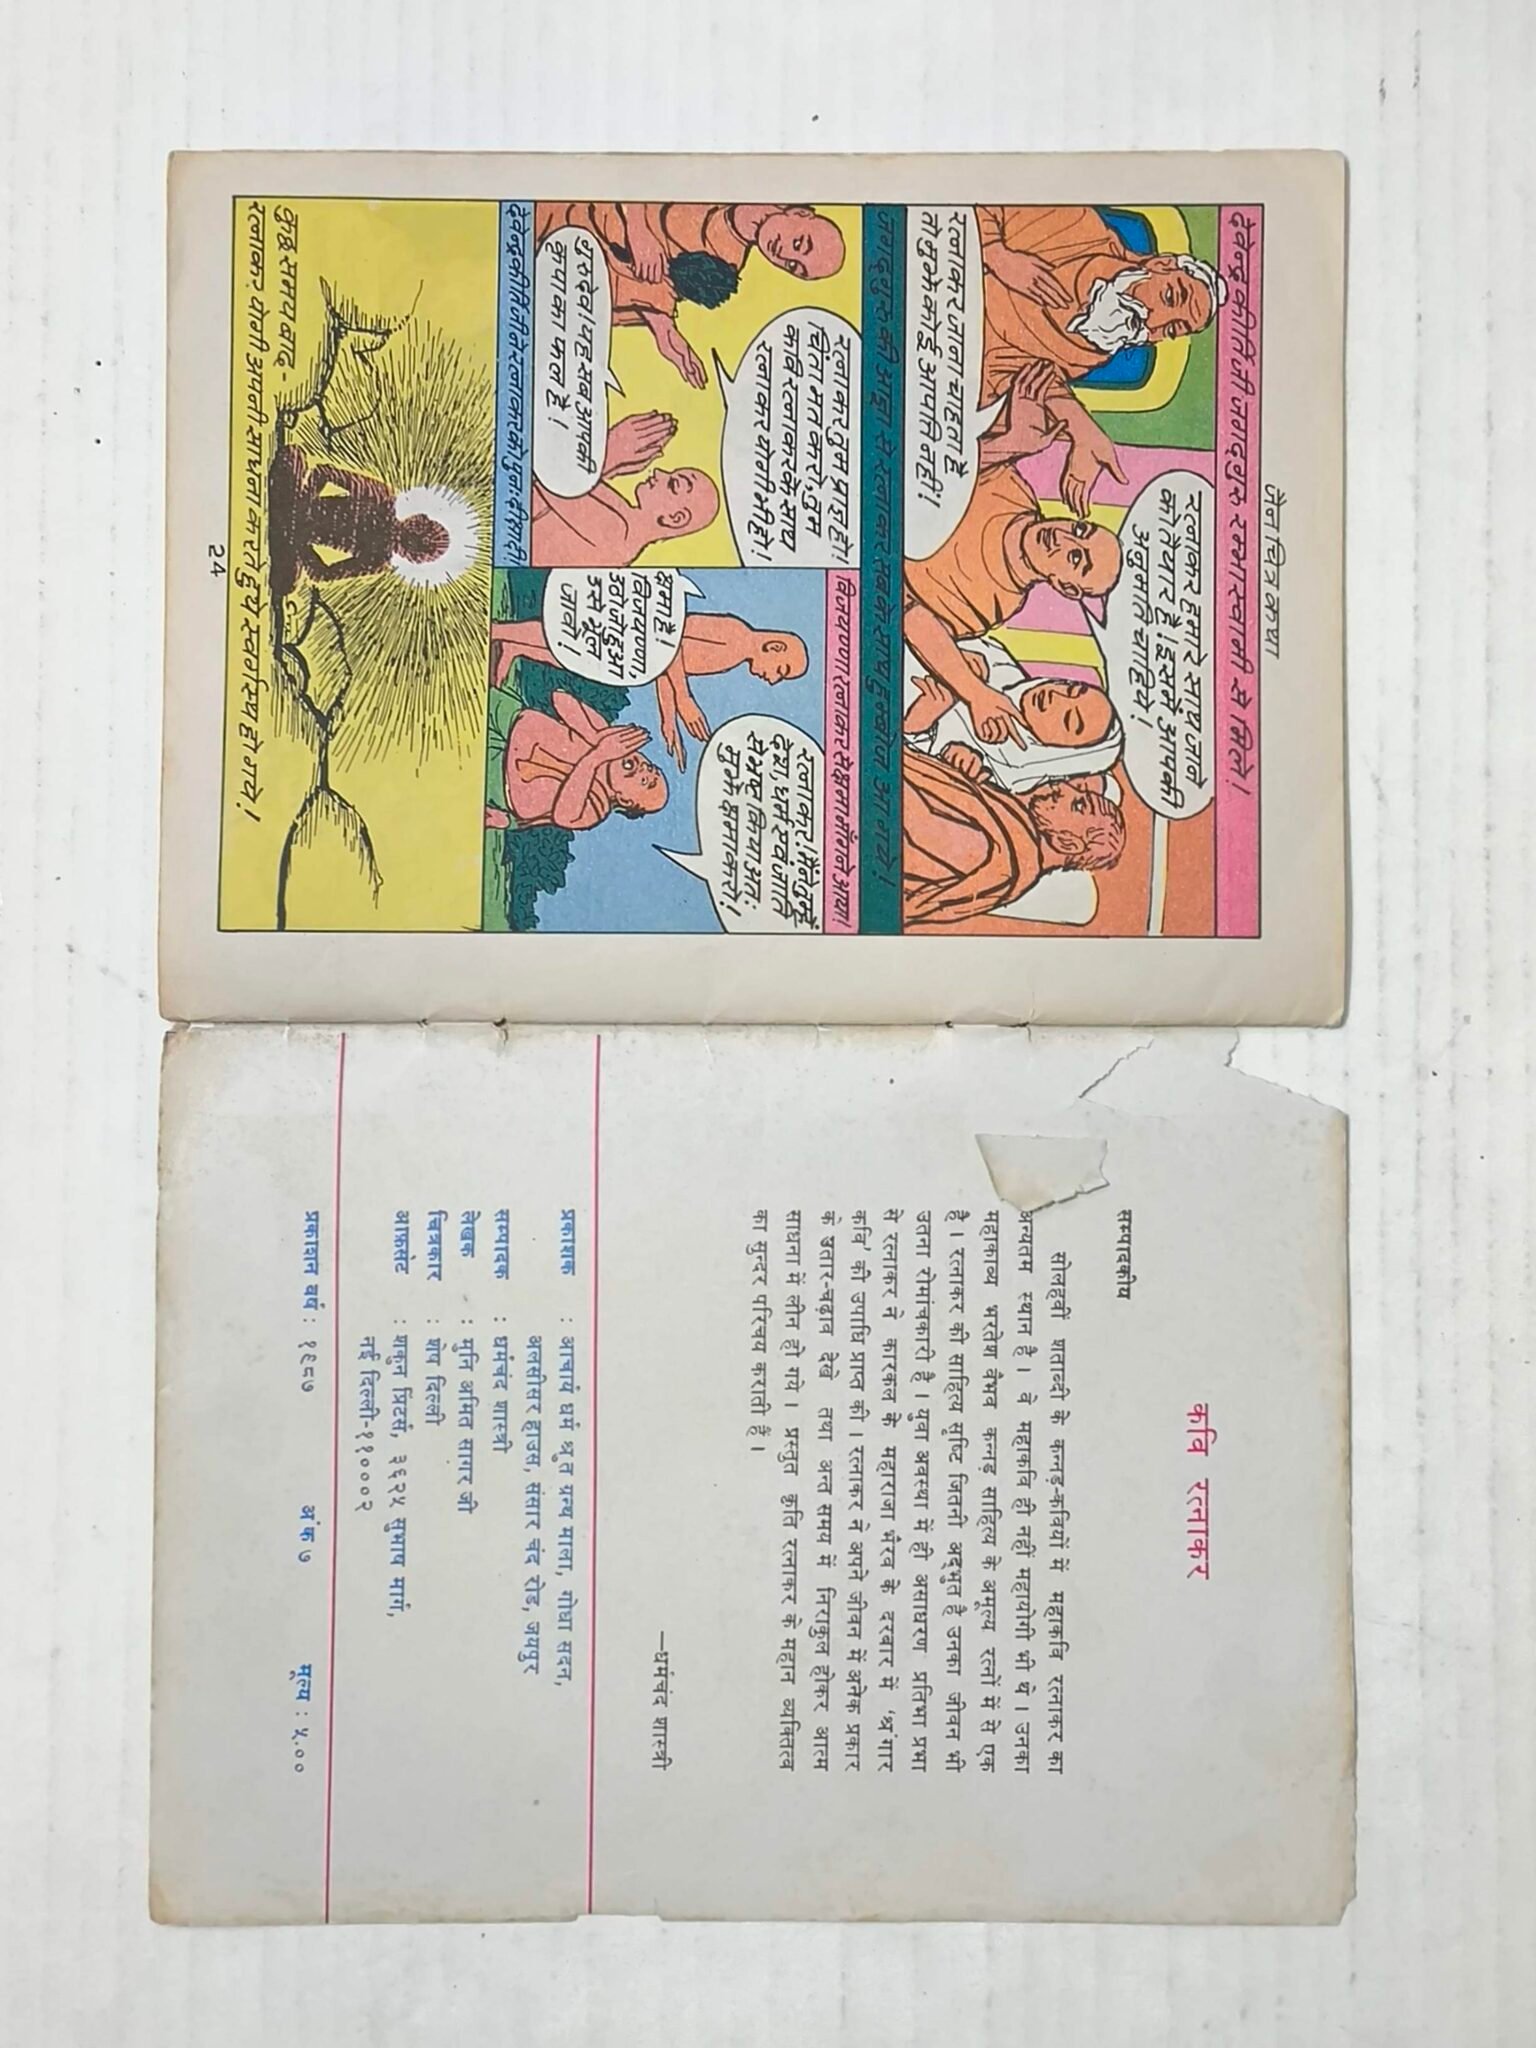 जैन चित्र कथा
देवेन्द्रकीर्तिजी जगद्गुरु रस्मास्वामी से मिले।
रत्नाकर हमारे साथ जाने
को तैयार है। इसमें आपकी
अनुमति चाहिये।
रत्नाकर जाना चाहता है
तो मुझे कोई आपत्ति नहीं।
जगद्गुरु की आज्ञा से रत्नाकर सबके साथ हुम्बोज आ गये।
देवेन्द्रकीर्तिजी ने रत्नाकर को पुनः दीक्षा दी।
रत्नाकर तुम प्राज्ञ हो।
चिंता मत करो, तुम
कवि रत्नाकर के साथ
रत्नाकर योगी भी हो।
गुरुदेव। यह सब आपकी
कृपा का फल है।
विजयण्णा रत्नाकर से क्षमा माँगने आया।
रत्नाकर। मैंने तुम्हें
देश, धर्म एवं जाति
से भ्रष्ट किया अतः
मुझे क्षमा करो।
क्षमा है।
विजयण्णा,
उठो जो हुआ
उसे भूल
जावो।
कुछ समय बाद -
रत्नाकर योगी अपनी साधना करते हुये स्वर्गस्थ हो गये।
24
कवि रत्नाकर
सम्पादकीय
सोलहवीं शताब्दी के कन्नड़-कवियों में महाकवि रत्नाकर का
अन्यतम स्थान है। वे महाकवि ही नहीं महायोगी भी थे। उनका
महाकाव्य भरतेश वैभव कन्नड़ साहित्य के अमूल्य रत्नों में से एक
है। रत्नाकर की साहित्य सृष्टि जितनी अद्भुत है उनका जीवन भी
उतना रोमांचकारी है। युवा अवस्था में ही असाधरण प्रतिभा प्रभा
से रत्नाकर ने कारकल के महाराजा भैरव के दरबार में 'श्रृंगार
कवि' की उपाधि प्राप्त की। रत्नाकर ने अपने जीवन में अनेक प्रकार
के उतार-चढ़ाव देखे तथा अन्त समय में निराकुल होकर आत्म
साधना में लीन हो गये। प्रस्तुत कृति रत्नाकर के महान व्यक्तित्व
का सुन्दर परिचय कराती है।
—धर्मचंद शास्त्री
प्रकाशक : आचार्य धर्म श्रुत ग्रन्थ माला, गोधा सदन,
अलसीसर हाउस, संसार चंद रोड, जयपुर
सम्पादक : धर्मचंद शास्त्री
लेखक : मुनि अमित सागर जी
चित्रकार : शेष दिल्ली
आफसेट : शकुन प्रिंटर्स, ३६२५ सुभाष मार्ग,
नई दिल्ली-११०००२
प्रकाशन वर्ष : १९८७ अंक ७ मूल्य : ५.००